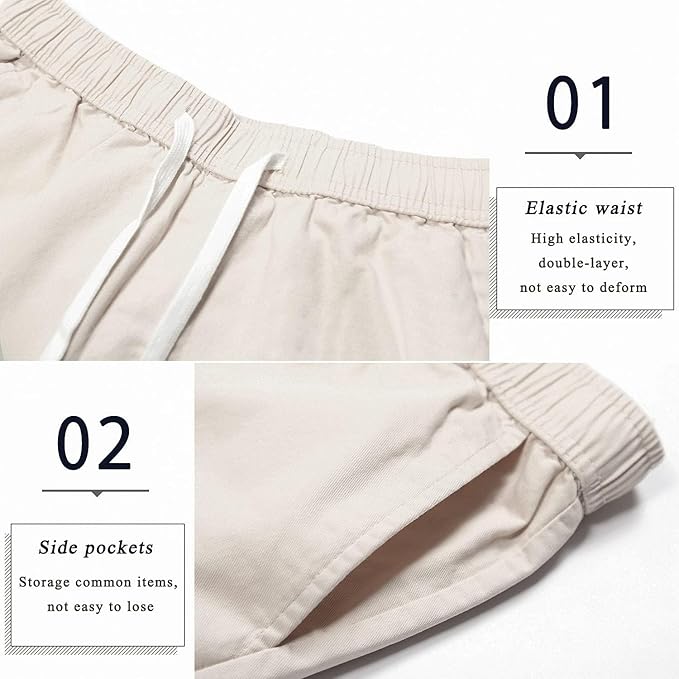 01
Elastic waist
High elasticity,
double-layer,
not easy to deform
02
Side pockets
Storage common items,
not easy to lose